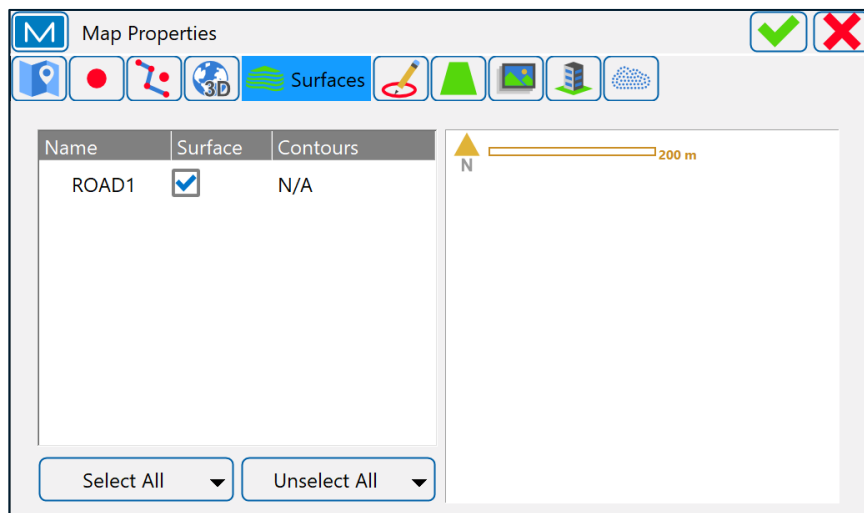 Map Properties
3D
Surfaces
Name Surface Contours
ROAD1 N/A
N
200 m
Select All
Unselect All